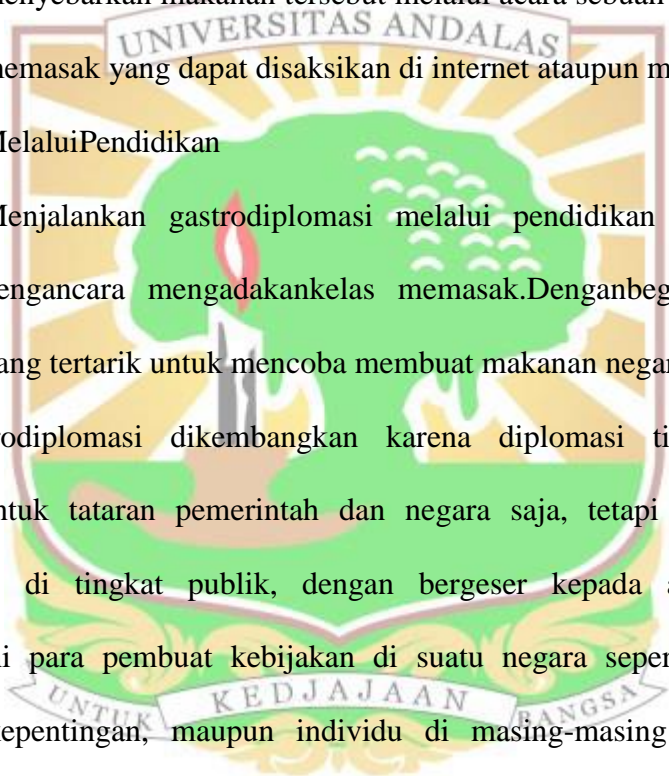 menyebarkan makanan tersebut melalui acara sebuah
UNIVERSITAS ANDALAS
memasak yang dapat disaksikan di internet ataupun m
MelaluiPendidikan
Menjalankan gastrodiplomasi melalui pendidikan
engancara mengadakankelas memasak.Denganbeg
ang tertarik untuk mencoba membuat makanan negar
rodiplomasi dikembangkan karena diplomasi ti
ntuk tataran pemerintah dan negara saja, tetapi
di tingkat publik, dengan bergeser kepada a
i para pembuat kebijakan di suatu negara seper
UNTUK KEDJAJAAN BANGSA
kepentingan, maupun individu di masing-masing